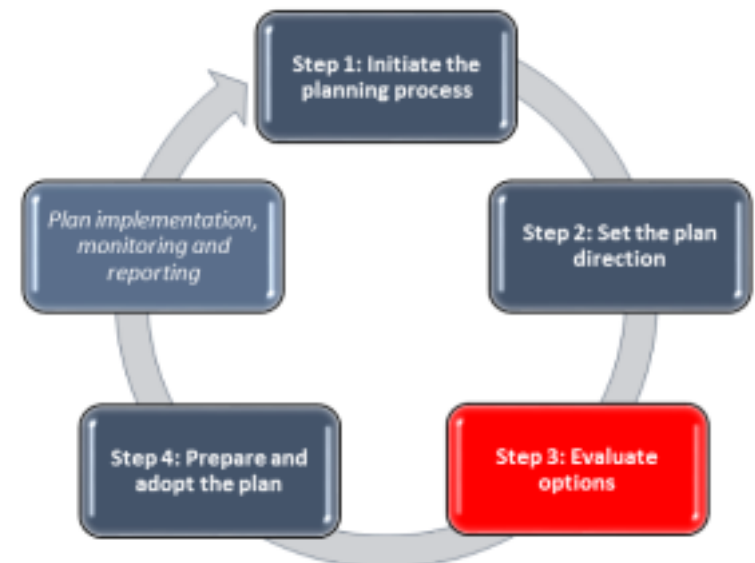 Step 1: Initiate the
planning process
Step 2: Set the plan
direction
Step 3: Evaluate
options
Step 4: Prepare and
adopt the plan
Plan implementation,
monitoring and
reporting